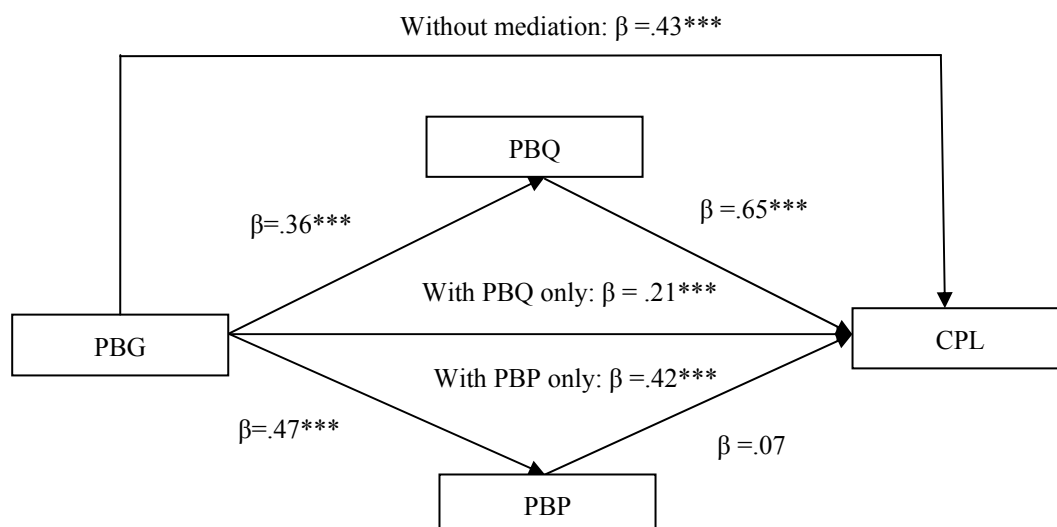 Without mediation: β =.43***
PBQ
β=.36***
β =.65***
With PBQ only: β = .21***
PBG
CPL
With PBP only: β =.42***
β=.47***
β =.07
PBP